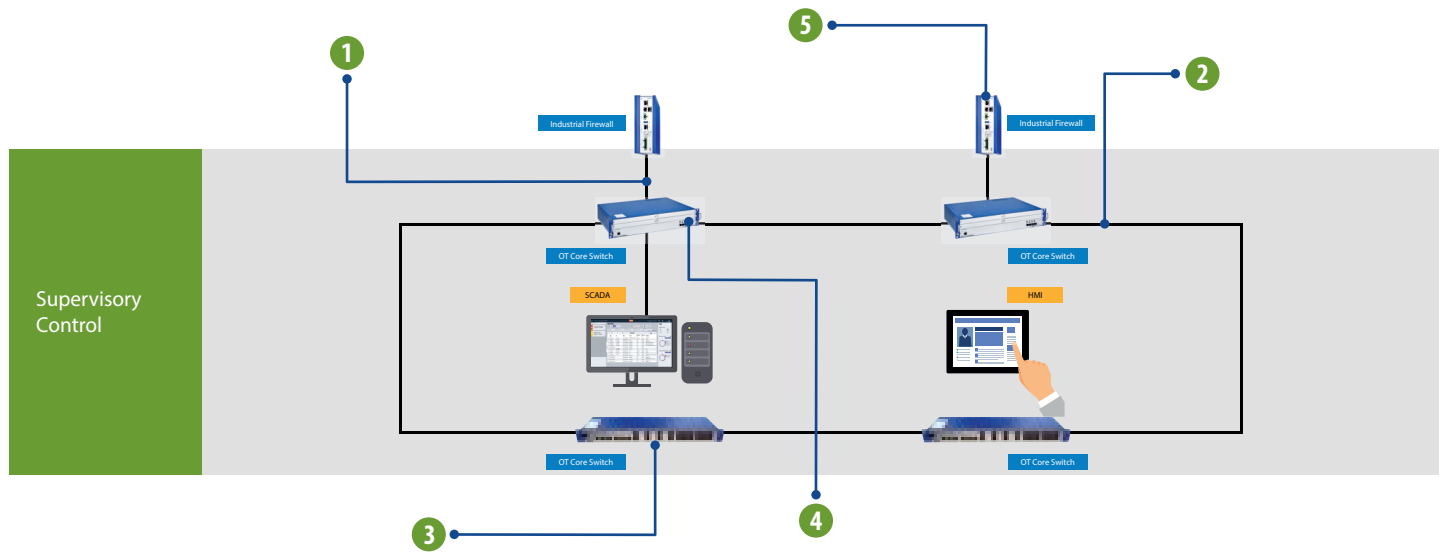 5
1
2
Industrial Firewall
Industrial Firewall
OT Core Switch
OT Core Switch
SCADA
HMI
Supervisory
Control
OT Core Switch
OT Core Switch
4
3